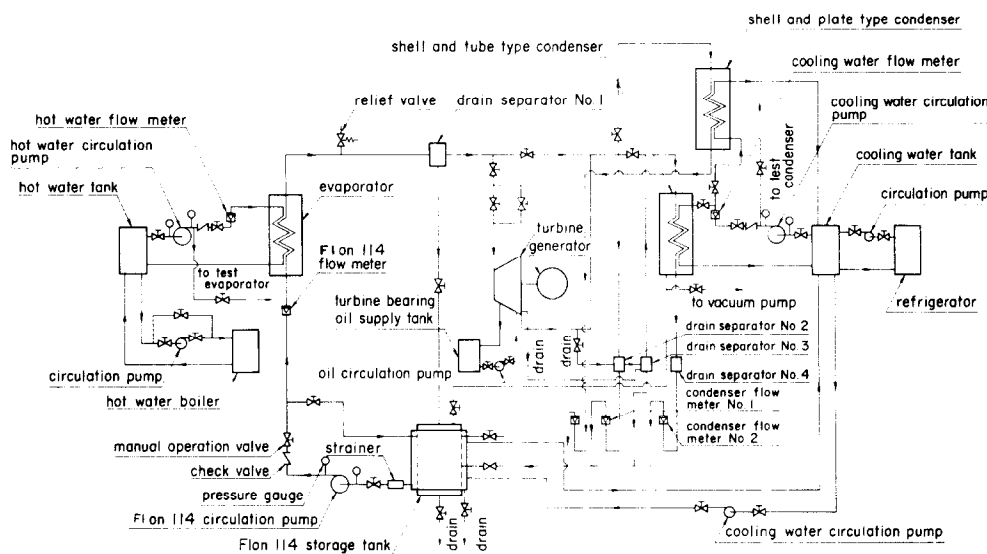 shell and plate type condenser
shell and tube type condenser
cooling water flow meter
relief valve
drain separator No. 1
cooling water circulation
pump
hot water flow meter
hot water circulation
pump
cooling water tank
to test
condenser
hot water tank
evaporator
circulation pump
turbine
generator
Flon 114
flow meter
to test
evaporator
turbine bearing
oil supply tank
to vacuum pump
refrigerator
drain
drain
drain separator No. 2
drain separator No. 3
circulation pump
oil circulation pump
drain separator No. 4
hot water boiler
condenser flow
meter No. 1
manual operation valve
strainer
condenser flow
meter No. 2
check valve
pressure gauge
Flon 114 circulation pump
cooling water circulation pump
Flon 114 storage tank
drain
drain